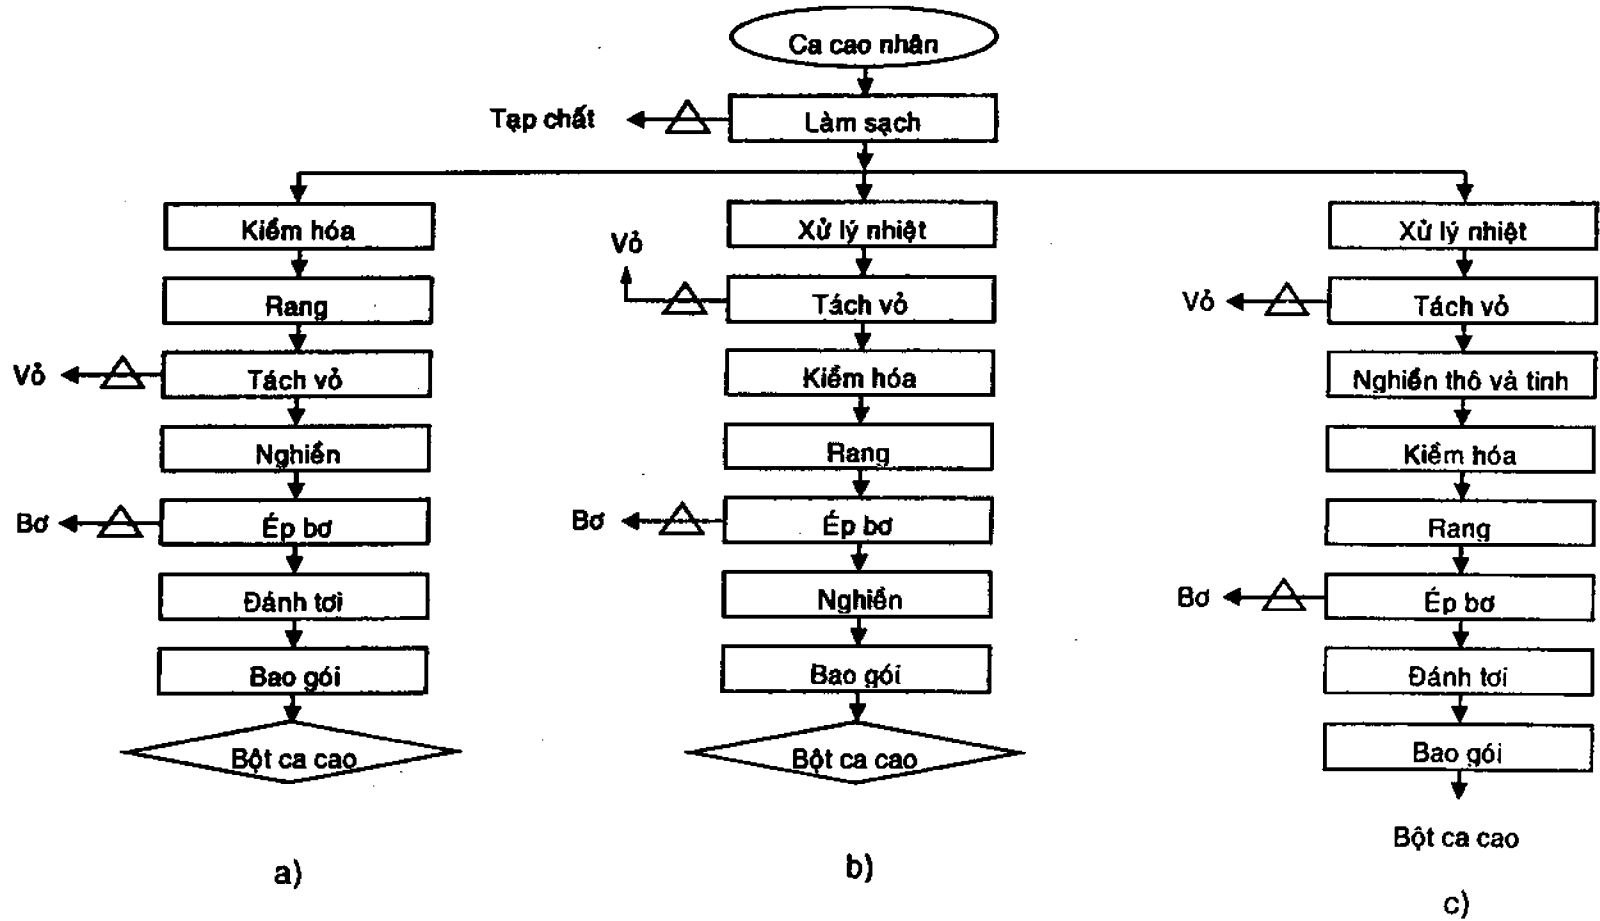 Ca cao nhân
Tạp chất
Làm sạch
Kiềm hóa
Rang
Vỏ
Tách vỏ
Nghiền
Bơ
Ép bơ
Đánh tơi
Bao gói
Bột ca cao
a)
Xử lý nhiệt
Vỏ
Tách vỏ
Kiềm hóa
Rang
Bơ
Ép bơ
Nghiền
Bao gói
Bột ca cao
b)
Xử lý nhiệt
Vỏ
Tách vỏ
Nghiền thô và tinh
Kiềm hóa
Rang
Bơ
Ép bơ
Đánh tơi
Bao gói
Bột ca cao
c)